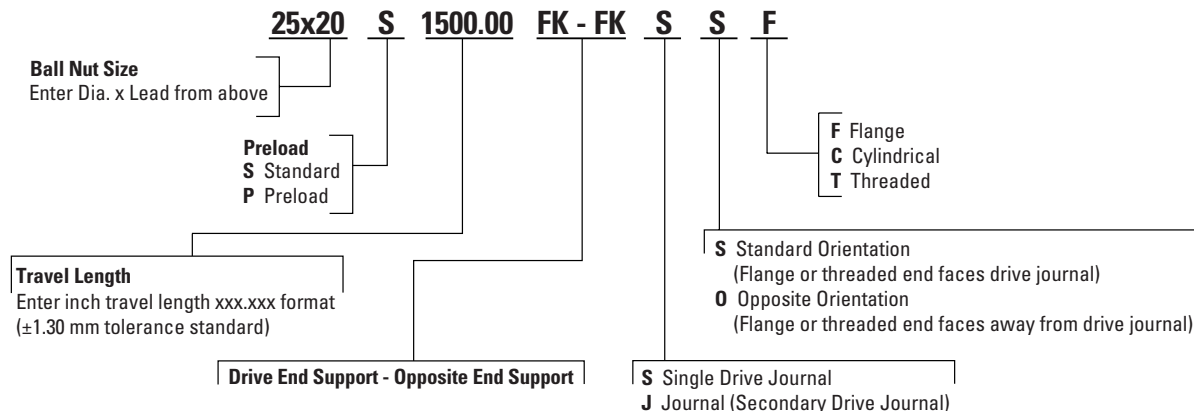 25x20 S 1500.00 FK - FK S S F
Ball Nut Size
Enter Dia. x Lead from above
Preload
S Standard
P Preload
Travel Length
Enter inch travel length xxx.xxx format
(±1.30 mm tolerance standard)
Drive End Support - Opposite End Support
S Single Drive Journal
J Journal (Secondary Drive Journal)
S Standard Orientation
(Flange or threaded end faces drive journal)
O Opposite Orientation
(Flange or threaded end faces away from drive journal)
F Flange
C Cylindrical
T Threaded